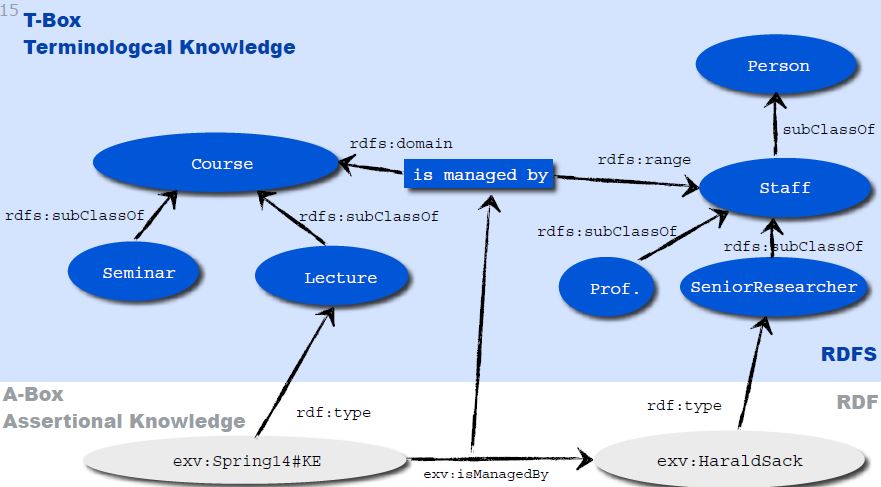 15
T-Box
Terminologcal Knowledge
Person
subClassOf
rdfs:domain
Course
is managed by
rdfs:range
Staff
rdfs:subClassOf
rdfs:subClassOf
rdfs:subClassOf
rdfs:subClassOf
Seminar
Lecture
Prof.
SeniorResearcher
RDFS
A-Box
Assertional Knowledge
RDF
rdf:type
rdf:type
exv:Spring14#KE
exv:isManagedBy
exv:HaraldSack